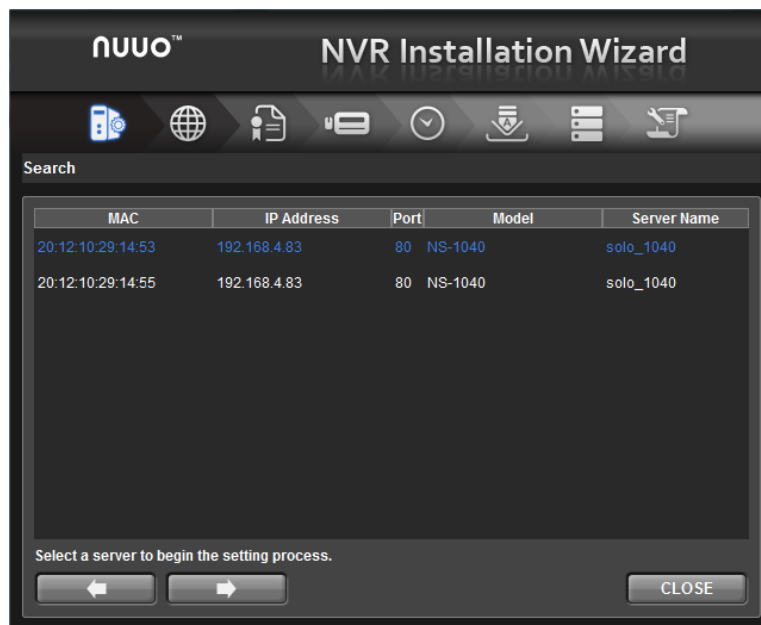 nuuo™
NVR Installation Wizard
Search
MAC IP Address Port Model Server Name
20:12:10:29:14:53 192.168.4.83 80 NS-1040 solo_1040
20:12:10:29:14:55 192.168.4.83 80 NS-1040 solo_1040
Select a server to begin the setting process.
CLOSE